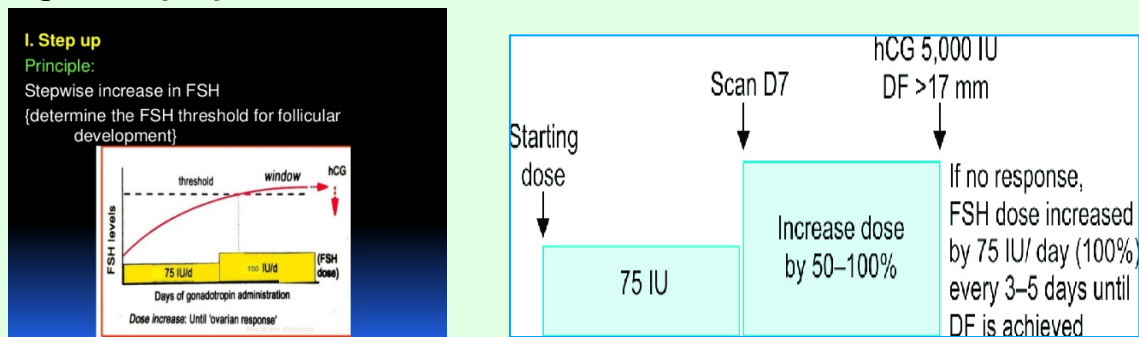 I. Step up
Principle:
Stepwise increase in FSH
{determine the FSH threshold for follicular
development}
threshold
window
hCG
FSH levels
75 IU/d
150 IU/d
(FSH
dose)
Days of gonadotropin administration
Dose increase: Until 'ovarian response'
hCG 5,000 IU
DF >17 mm
Scan D7
Starting
dose
75 IU
Increase dose
by 50–100%
If no response,
FSH dose increased
by 75 IU/ day (100%)
every 3–5 days until
DF is achieved